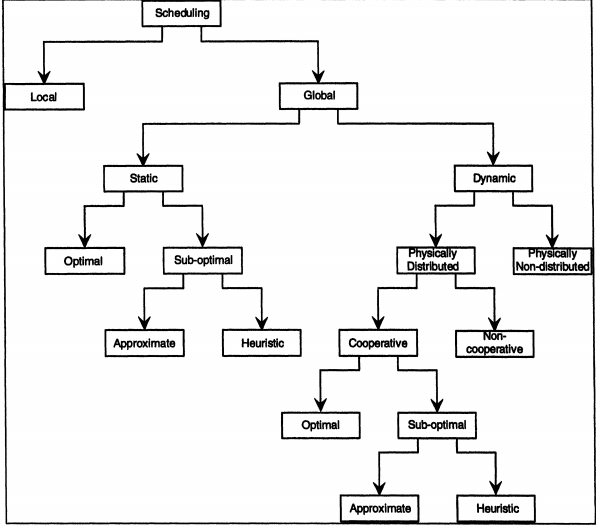 Scheduling
Local
Global
Static
Dynamic
Optimal
Sub-optimal
Physically
Distributed
Physically
Non-distributed
Approximate
Heuristic
Cooperative
Non-
cooperative
Optimal
Sub-optimal
Approximate
Heuristic